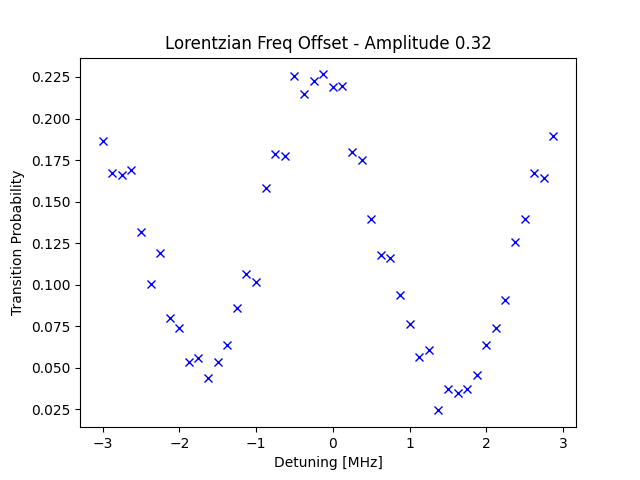 Lorentzian Freq Offset - Amplitude 0.32
Transition Probability
0.225
0.200
0.175
0.150
0.125
0.100
0.075
0.050
0.025
−3 −2 −1 0 1 2 3
Detuning [MHz]